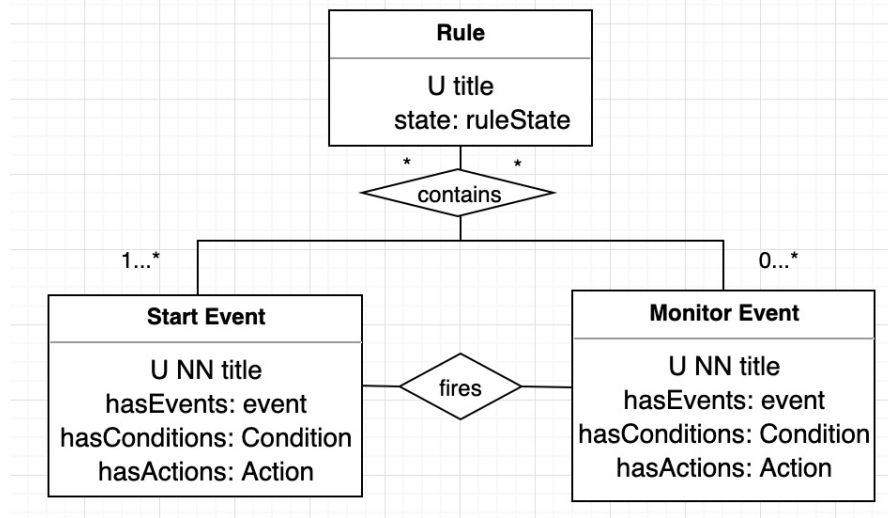 Rule
U title
state: ruleState
* *
contains
1...* 0...*
Start Event
U NN title
hasEvents: event
hasConditions: Condition
hasActions: Action
fires
Monitor Event
U NN title
hasEvents: event
hasConditions: Condition
hasActions: Action